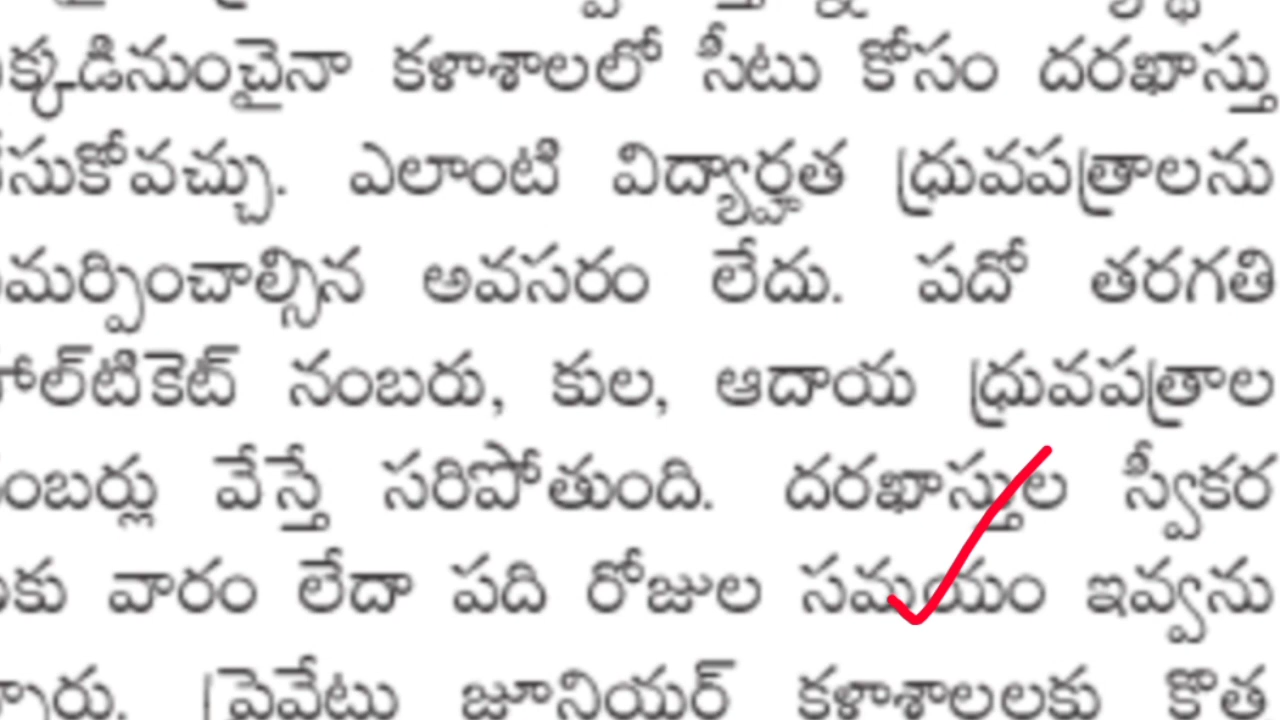 క్కడినుంచైనా కళాశాలలో సీటు కోసం దరఖాస్తు
సుకోవచ్చు. ఎలాంటి విద్యార్హత ధ్రువపత్రాలను
మర్పించాల్సిన అవసరం లేదు. పదో తరగతి
హాల్‌టికెట్ నంబరు, కుల, ఆదాయ ధ్రువపత్రాల
ంబర్లు వేస్తే సరిపోతుంది. దరఖాస్తుల స్వీకర
కు వారం లేదా పది రోజుల సమయం ఇవ్వను
న్నారు. ప్రైవేటు జూనియర్ కళాశాలలకు కొత్త